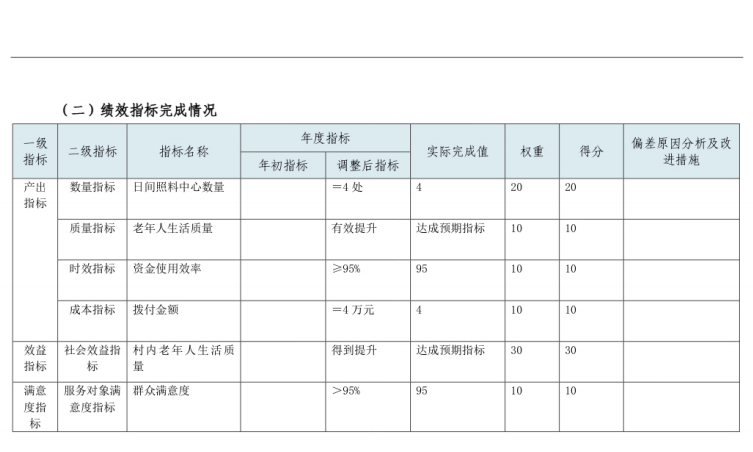 （二）绩效指标完成情况
一级指标 二级指标 指标名称 年度指标 实际完成值 权重 得分 偏差原因分析及改进措施
年初指标 调整后指标
产出指标 数量指标 日间照料中心数量 ＝4 处 4 20 20
质量指标 老年人生活质量 有效提升 达成预期指标 10 10
时效指标 资金使用效率 ≥95% 95 10 10
成本指标 拨付金额 ＝4 万元 4 10 10
效益指标 社会效益指标 村内老年人生活质量 得到提升 达成预期指标 30 30
满意度指标 服务对象满意度指标 群众满意度 ＞95% 95 10 10